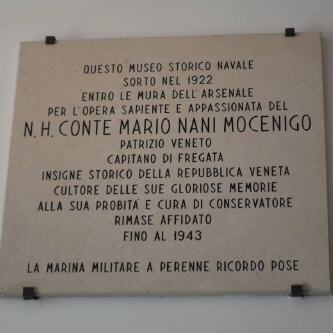 QUESTO MUSEO STORICO NAVALE
SORTO NEL 1922
ENTRO LE MURA DELL'ARSENALE
PER L'OPERA SAPIENTE E APPASSIONATA DEL
N. H. CONTE MARIO NANI MOCENIGO
PATRIZIO VENETO
CAPITANO DI FREGATA
INSIGNE STORICO DELLA REPUBBLICA VENETA
CULTORE DELLE SUE GLORIOSE MEMORIE
ALLA SUA PROBITÀ E CURA DI CONSERVATORE
RIMASE AFFIDATO
FINO AL 1943
LA MARINA MILITARE A PERENNE RICORDO POSE